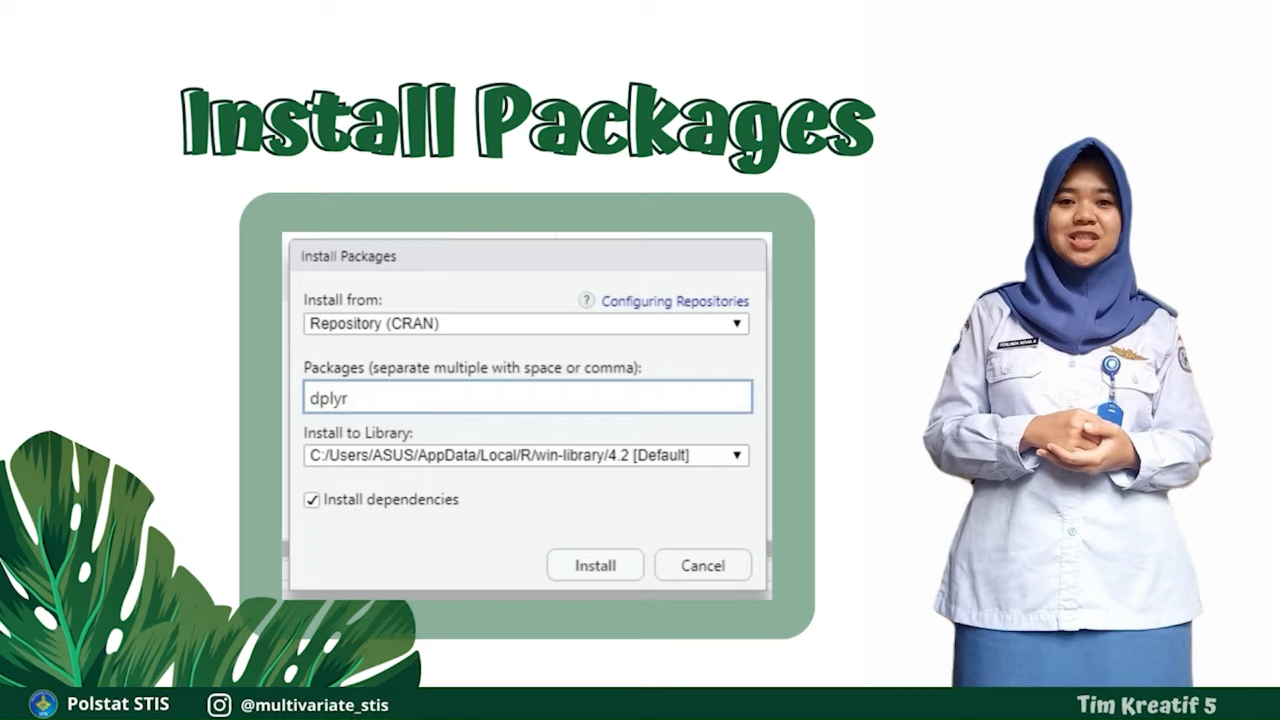 Install Packages
Install Packages
Install from:
? Configuring Repositories
Repository (CRAN)
Packages (separate multiple with space or comma):
dplyr
Install to Library:
C:/Users/ASUS/AppData/Local/R/win-library/4.2 [Default]
Install dependencies
Install
Cancel
Polstat STIS
@multivariate_stis
Tim Kreatif 5